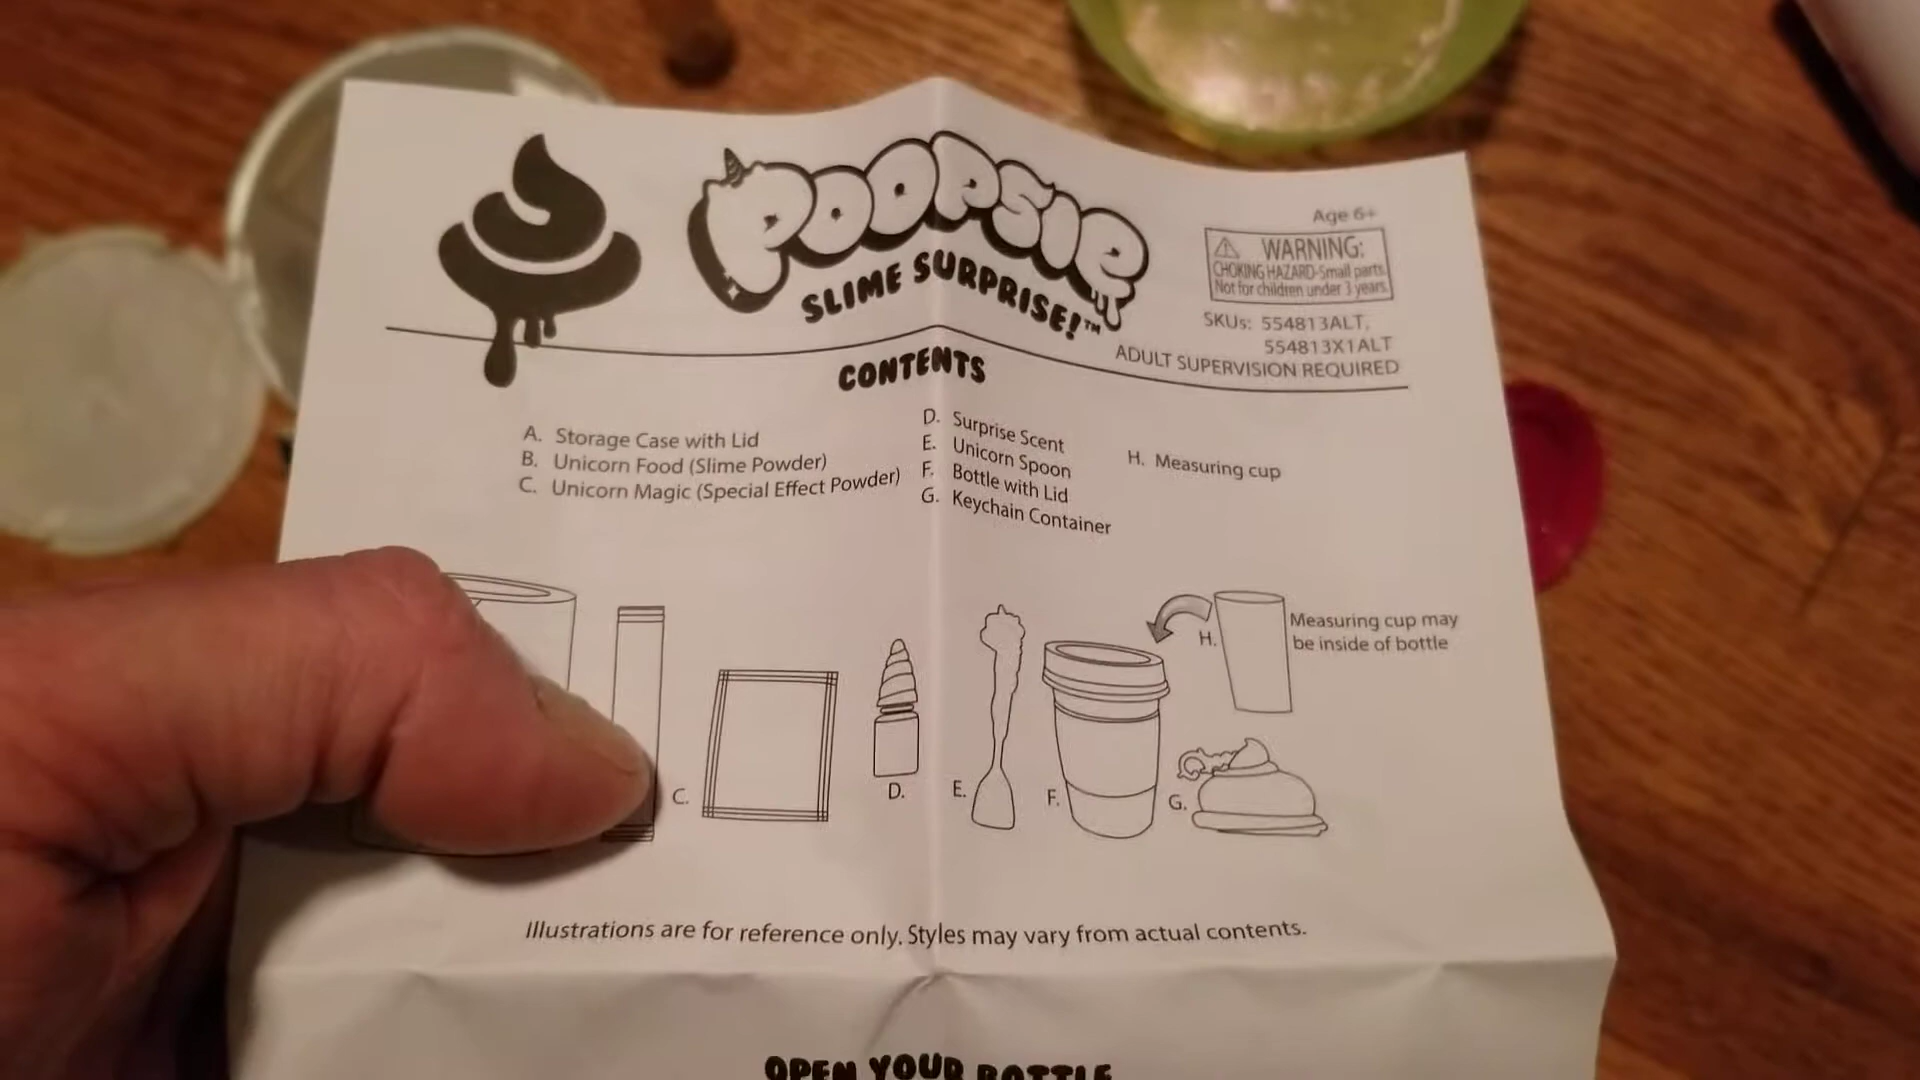 POOPSIE
SLIME SURPRISE!™
Age 6+
WARNING:
CHOKING HAZARD-Small parts.
Not for children under 3 years.
SKUs: 554813ALT,
554813X1ALT
ADULT SUPERVISION REQUIRED
CONTENTS
A. Storage Case with Lid
B. Unicorn Food (Slime Powder)
C. Unicorn Magic (Special Effect Powder)
D. Surprise Scent
E. Unicorn Spoon
F. Bottle with Lid
G. Keychain Container
H. Measuring cup
H.
Measuring cup may
be inside of bottle
C.
D.
E.
F.
G.
Illustrations are for reference only. Styles may vary from actual contents.
OPEN YOUR BOTTLE